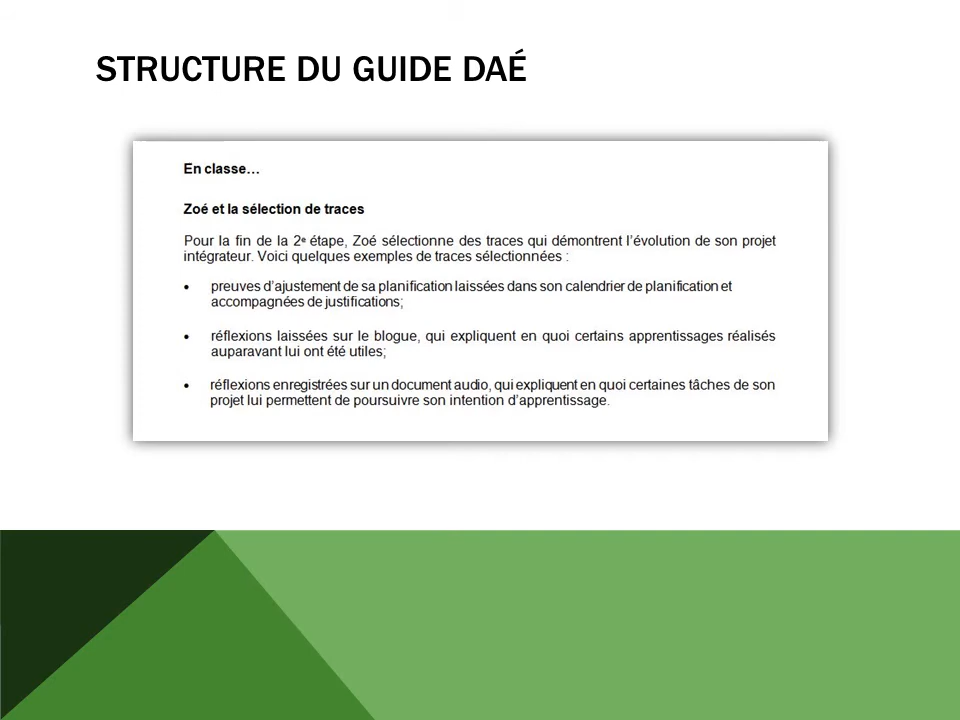 STRUCTURE DU GUIDE DAÉ
En classe…
Zoé et la sélection de traces
Pour la fin de la 2e étape, Zoé sélectionne des traces qui démontrent l’évolution de son projet
intégrateur. Voici quelques exemples de traces sélectionnées :
• preuves d’ajustement de sa planification laissées dans son calendrier de planification et
accompagnées de justifications;
• réflexions laissées sur le blogue, qui expliquent en quoi certains apprentissages réalisés
auparavant lui ont été utiles;
• réflexions enregistrées sur un document audio, qui expliquent en quoi certaines tâches de son
projet lui permettent de poursuivre son intention d’apprentissage.